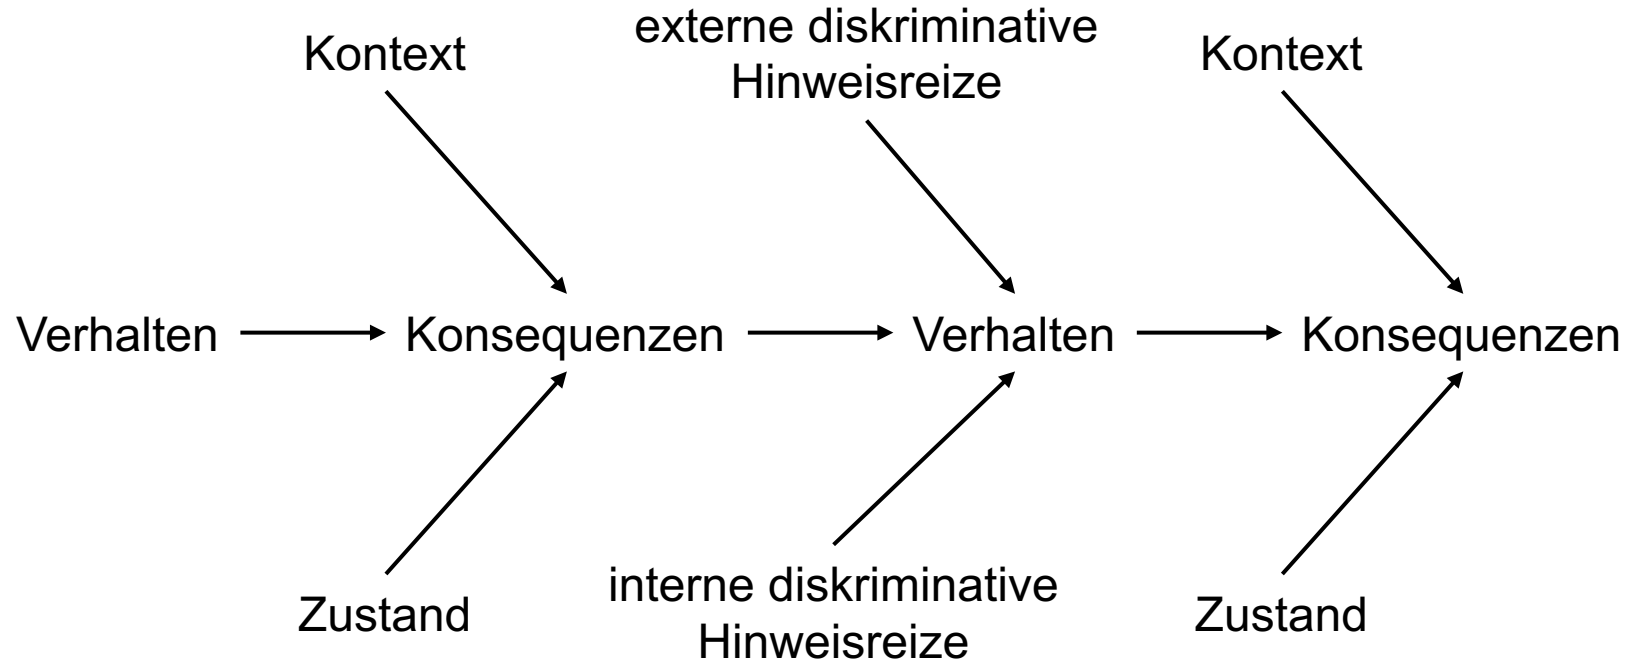 Kontext
externe diskriminative
Hinweisreize
Kontext
Verhalten
Konsequenzen
Verhalten
Konsequenzen
Zustand
interne diskriminative
Hinweisreize
Zustand